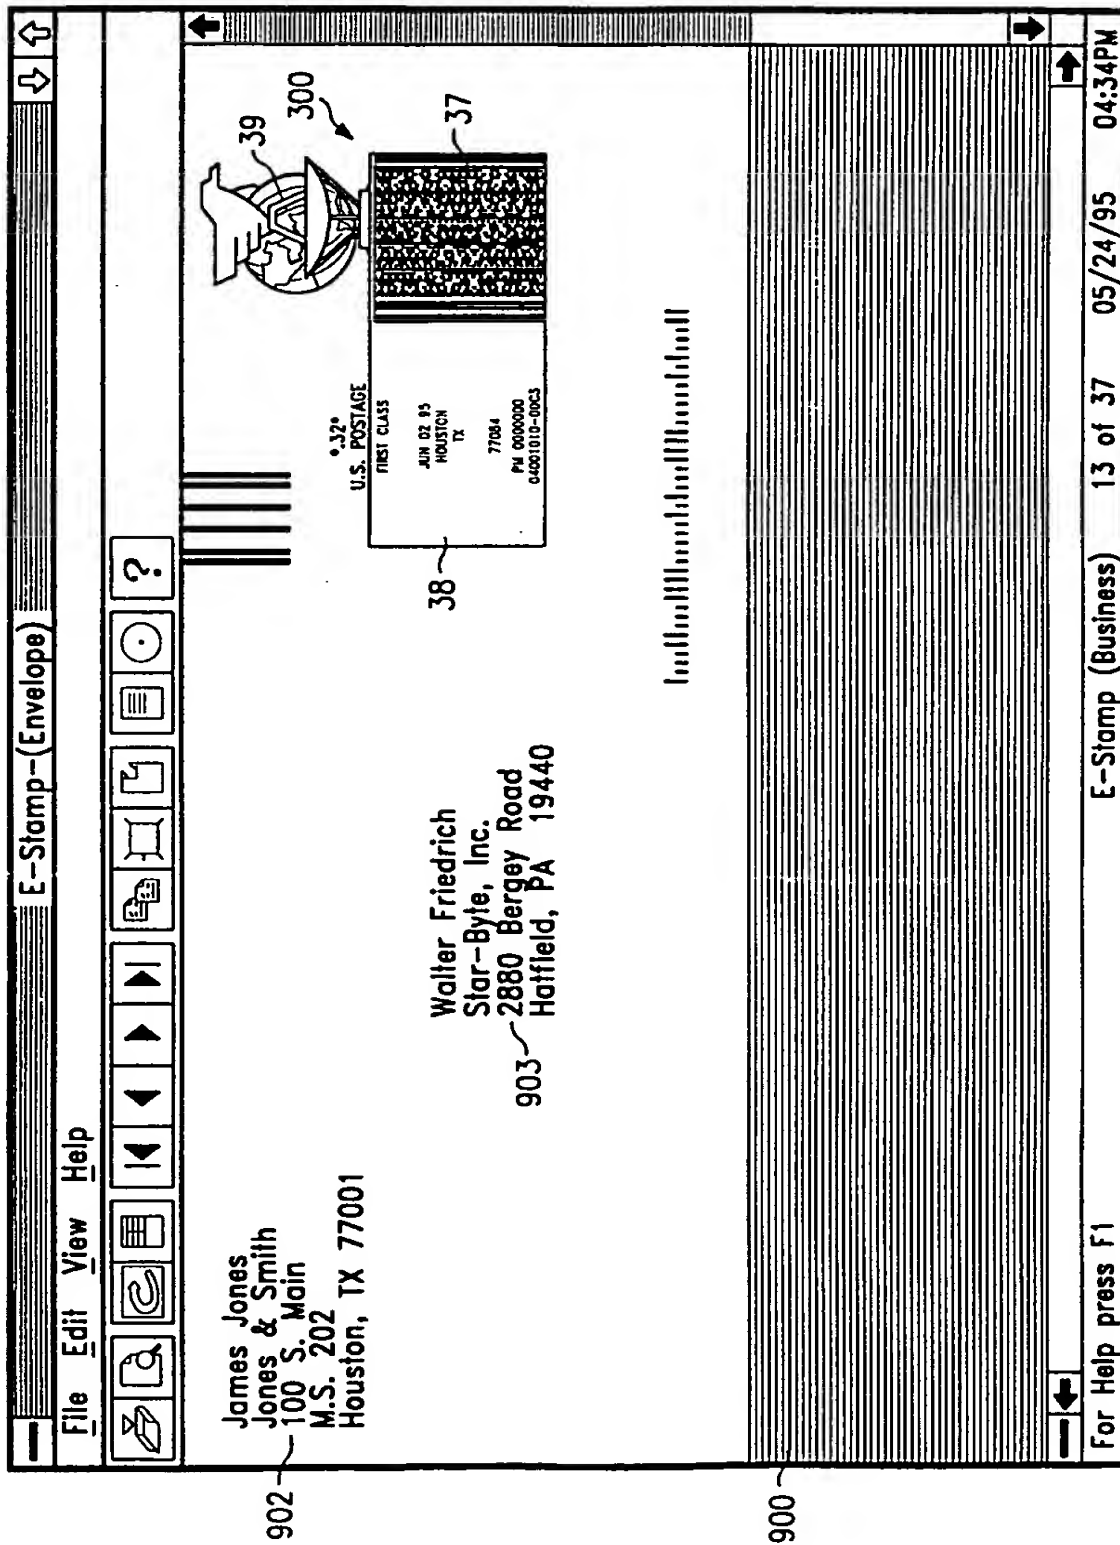 E-Stamp-(Envelope)
File Edit View Help
?
902
James Jones
Jones & Smith
100 S. Main
M.S. 202
Houston, TX 77001
.32
U.S. POSTAGE
FIRST CLASS
JUN 02 95
HOUSTON
TX
77084
PM 0000000
04001010-00C3
38
39
300
37
Walter Friedrich
Star-Byte, Inc.
903
2880 Bergey Road
Hatfield, PA 19440
900
For Help press F1
E-Stamp (Business) 13 of 37 05/24/95 04:34PM